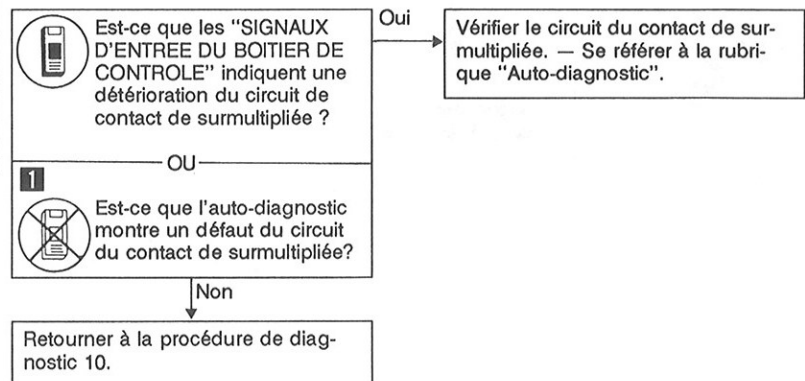 Est-ce que les "SIGNAUX
D'ENTREE DU BOITIER DE
CONTROLE" indiquent une
détérioration du circuit de
contact de surmultipliée ?
Oui
Vérifier le circuit du contact de sur-
multipliée. — Se référer à la rubri-
que "Auto-diagnostic".
OU
1
Est-ce que l'auto-diagnostic
montre un défaut du circuit
du contact de surmultipliée?
Non
Retourner à la procédure de diag-
nostic 10.